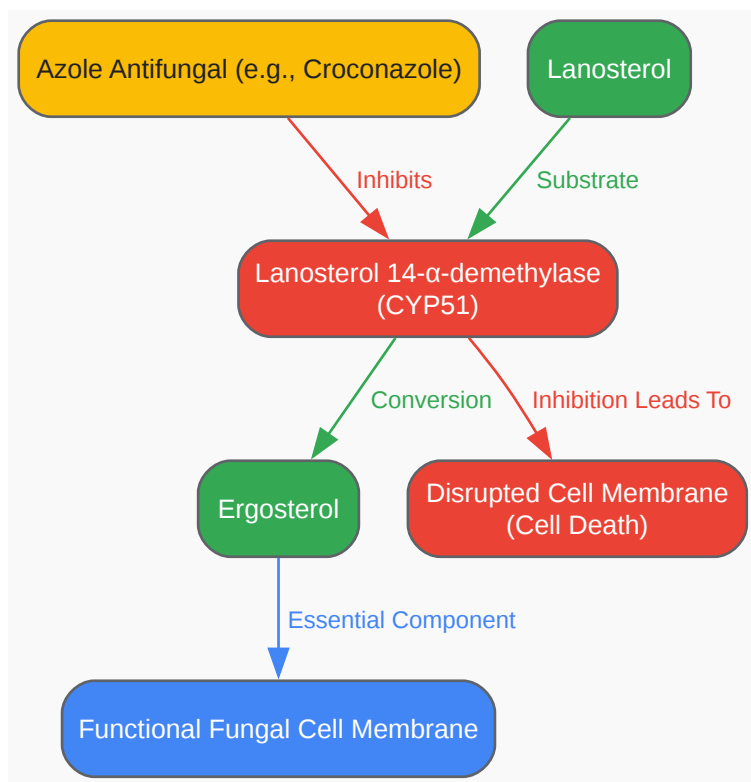 Azole Antifungal (e.g., Croconazole)
Lanosterol
Inhibits
Substrate
Lanosterol 14-α-demethylase
(CYP51)
Conversion
Inhibition Leads To
Ergosterol
Disrupted Cell Membrane
(Cell Death)
Essential Component
Functional Fungal Cell Membrane